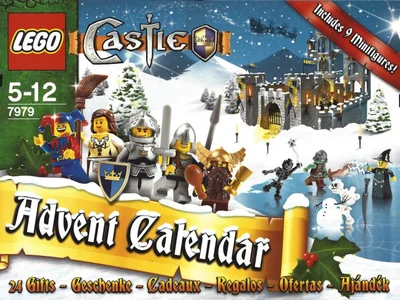 LEGO
Castle
Includes 9 Minifigures!
5-12
7979
Advent Calendar
24 Gifts - Geschenke - Cadeaux - Regalos - Ofertas - Ajándék